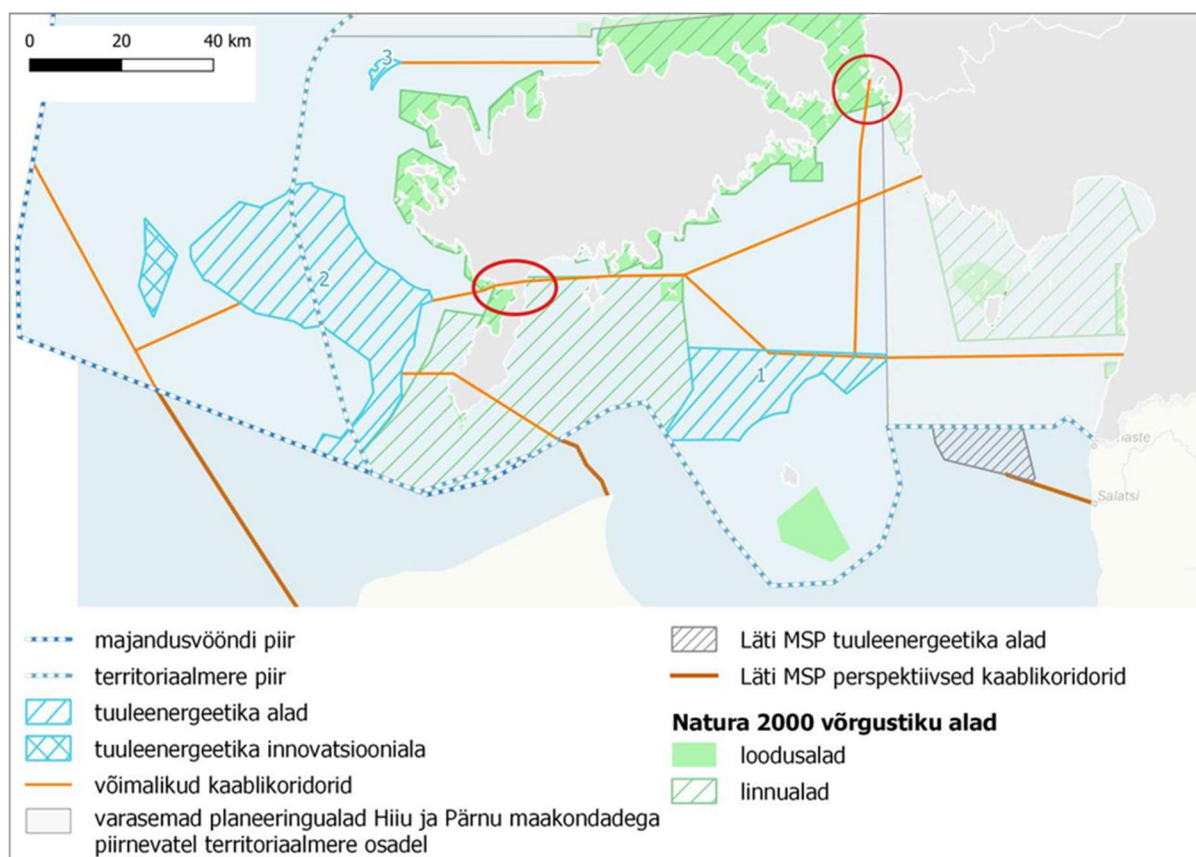 0 20 40 km
3
2
1
Salatsi
majandusvööndi piir
territoriaalmere piir
tuuleenergeetika alad
tuuleenergeetika innovatsiooniala
võimalikud kaablikoridorid
varasemad planeeringualad Hiiu ja Pärnu maakondadega
piirnevatel territoriaalmere osadel
Läti MSP tuuleenergeetika alad
Läti MSP perspektiivsed kaablikoridorid
Natura 2000 võrgustiku alad
loodusalad
linnualad